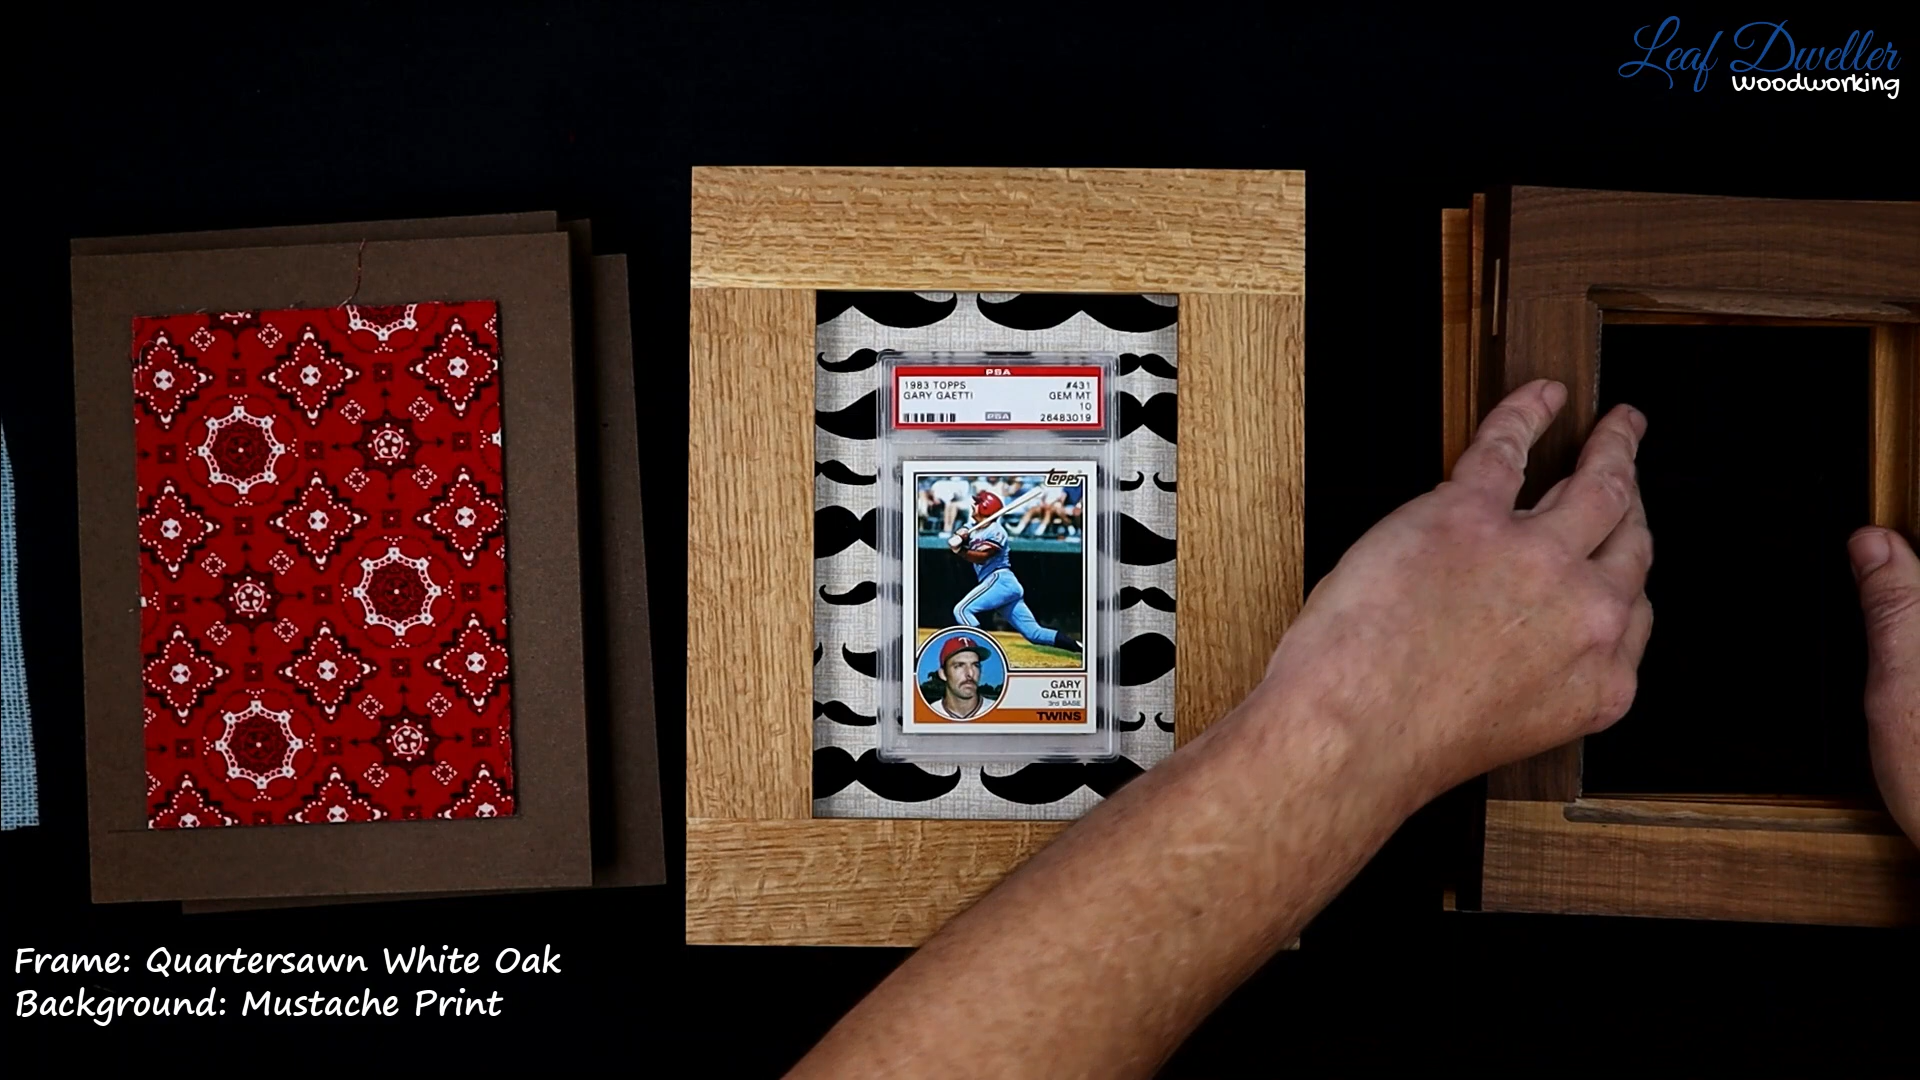 Leaf Dweller
Woodworking
PSA
1983 TOPPS #431
GARY GAETTI GEM MT
10
PSA 26483019
Topps
GARY
GAETTI
3rd BASE
TWINS
Frame: Quartersawn White Oak
Background: Mustache Print